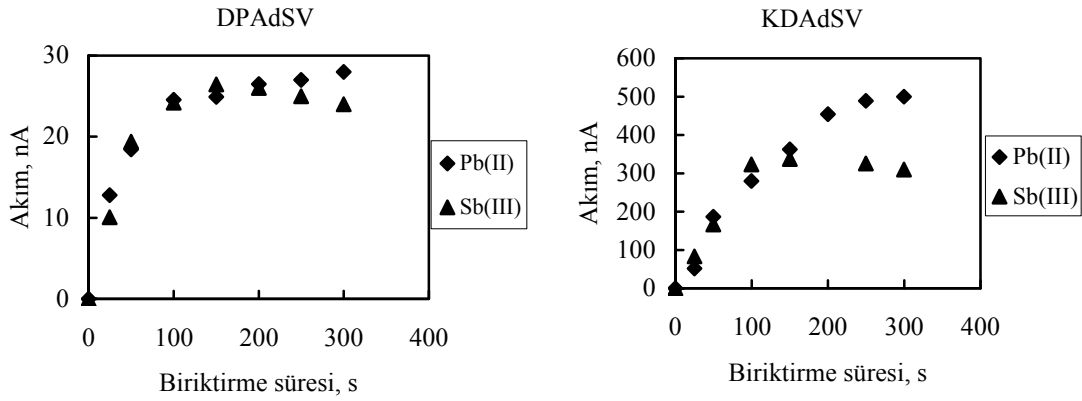 DPAdSV
30
20
10
0
0 100 200 300 400
Akım, nA
Biriktirme süresi, s
Pb(II)
Sb(III)
KDAdSV
600
500
400
300
200
100
0
0 100 200 300 400
Akım, nA
Biriktirme süresi, s
Pb(II)
Sb(III)